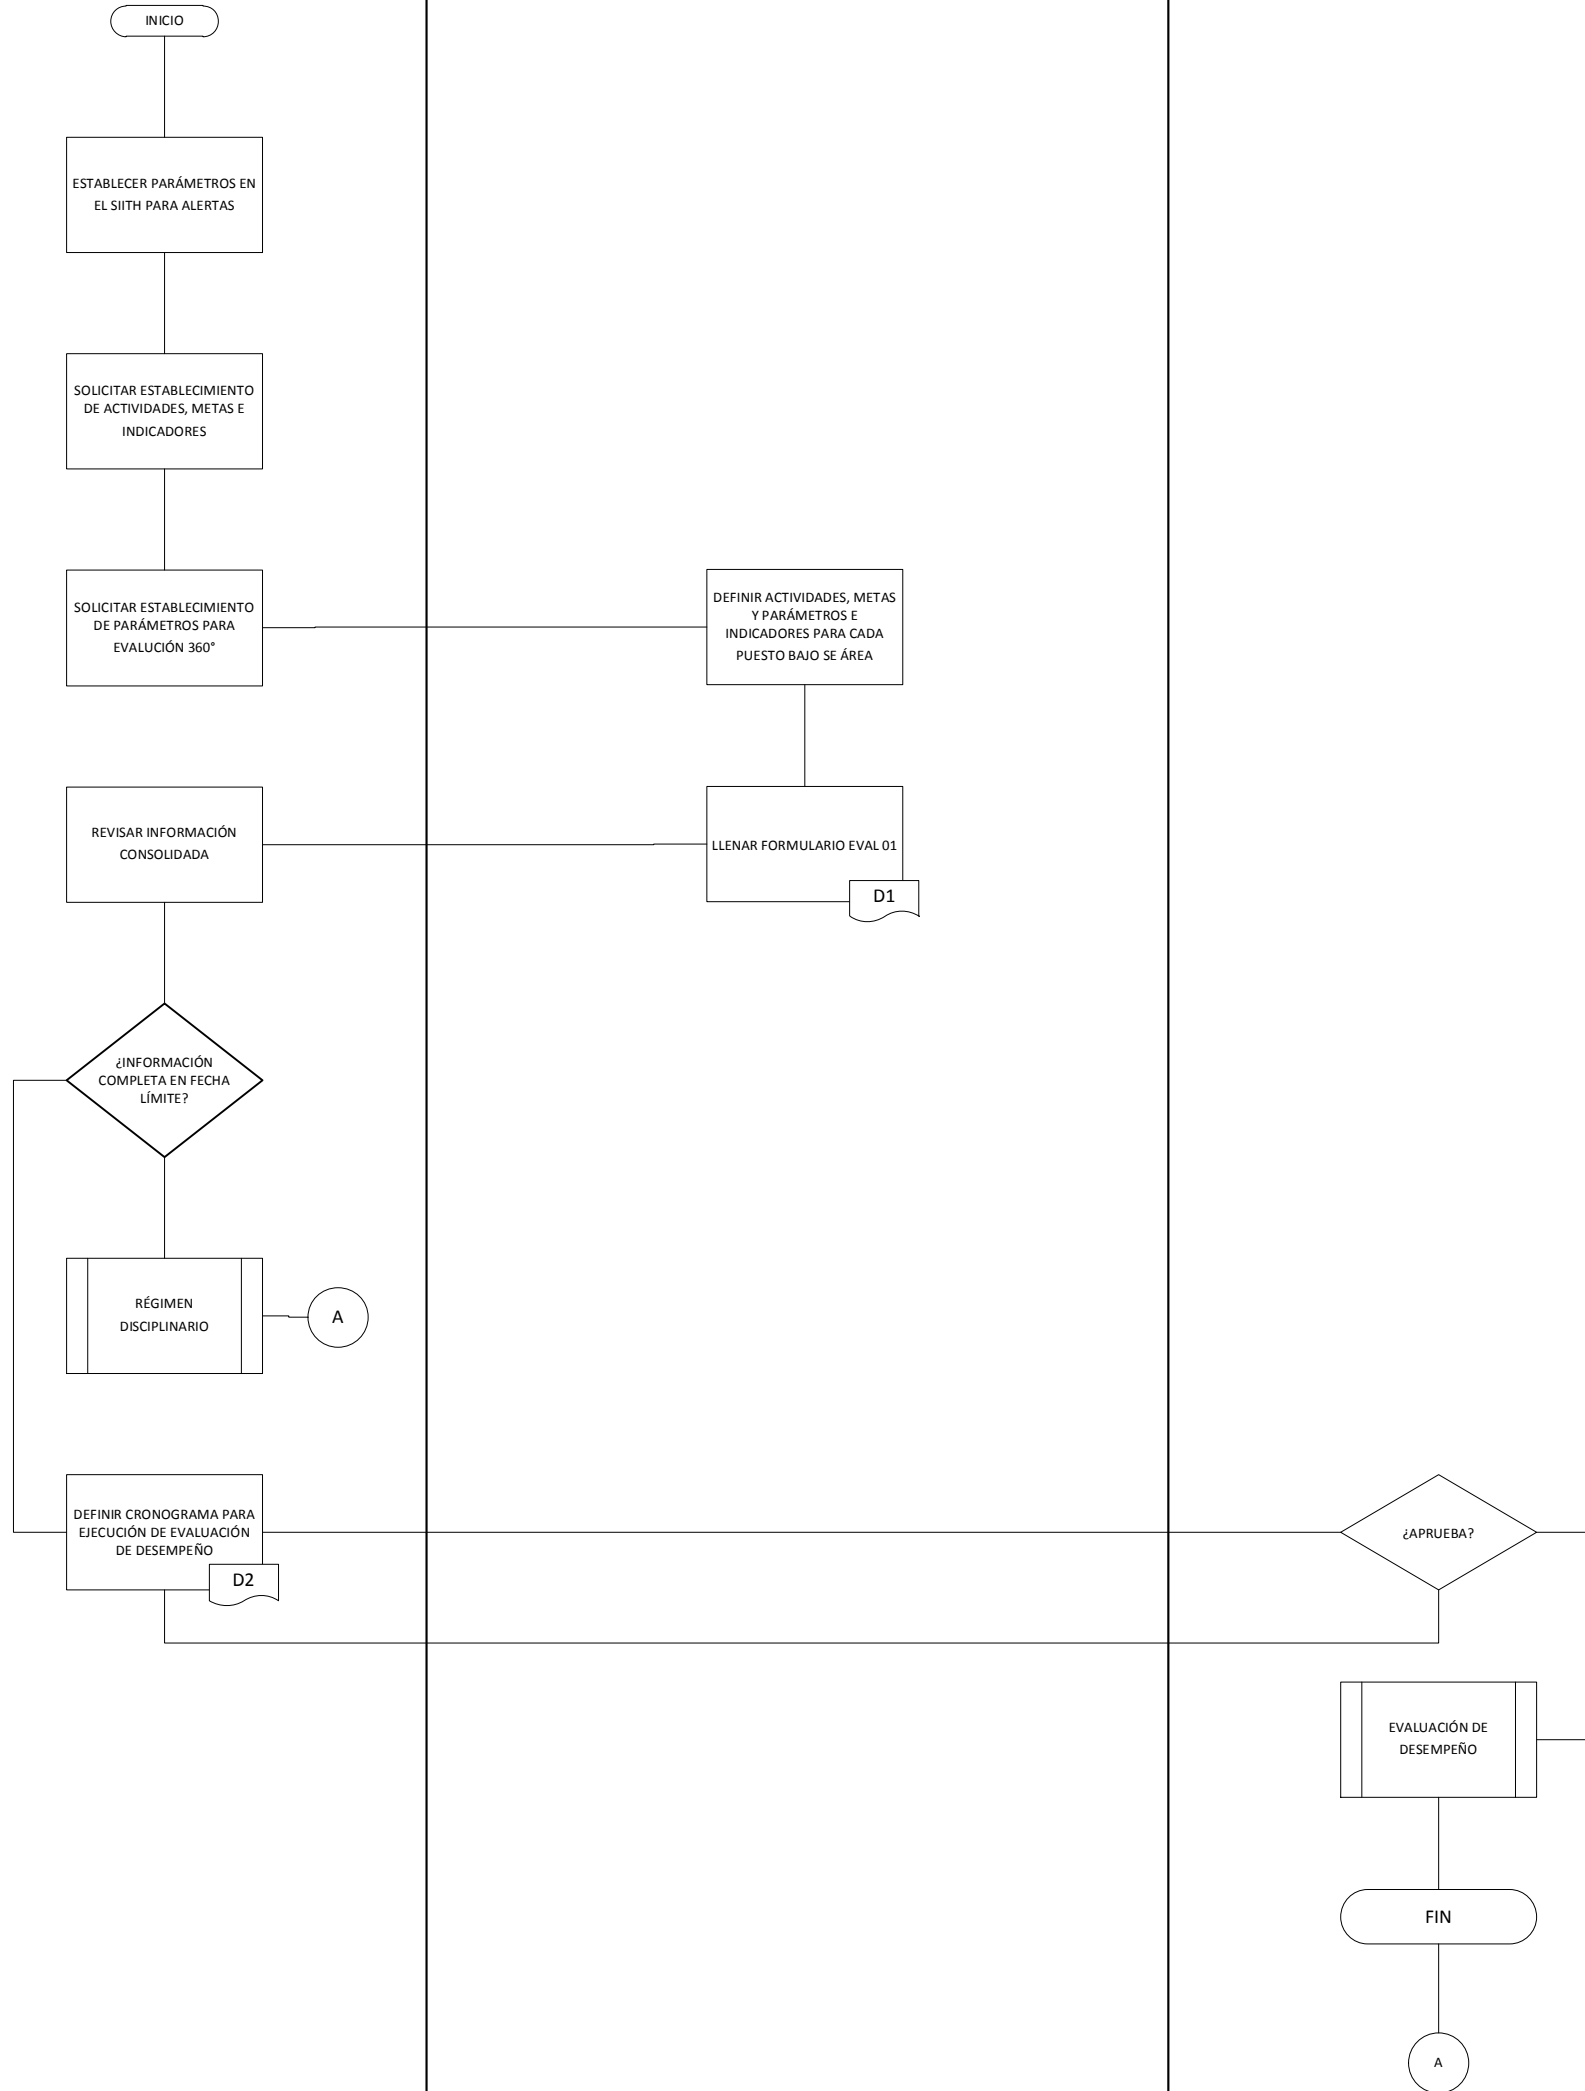 INICIO
ESTABLECER PARÁMETROS EN
EL SIITH PARA ALERTAS
SOLICITAR ESTABLECIMIENTO
DE ACTIVIDADES, METAS E
INDICADORES
SOLICITAR ESTABLECIMIENTO
DE PARÁMETROS PARA
EVALUCIÓN 360°
DEFINIR ACTIVIDADES, METAS
Y PARÁMETROS E
INDICADORES PARA CADA
PUESTO BAJO SE ÁREA
REVISAR INFORMACIÓN
CONSOLIDADA
LLENAR FORMULARIO EVAL 01
D1
¿INFORMACIÓN
COMPLETA EN FECHA
LÍMITE?
RÉGIMEN
DISCIPLINARIO
A
DEFINIR CRONOGRAMA PARA
EJECUCIÓN DE EVALUACIÓN
DE DESEMPEÑO
D2
¿APRUEBA?
EVALUACIÓN DE
DESEMPEÑO
FIN
A